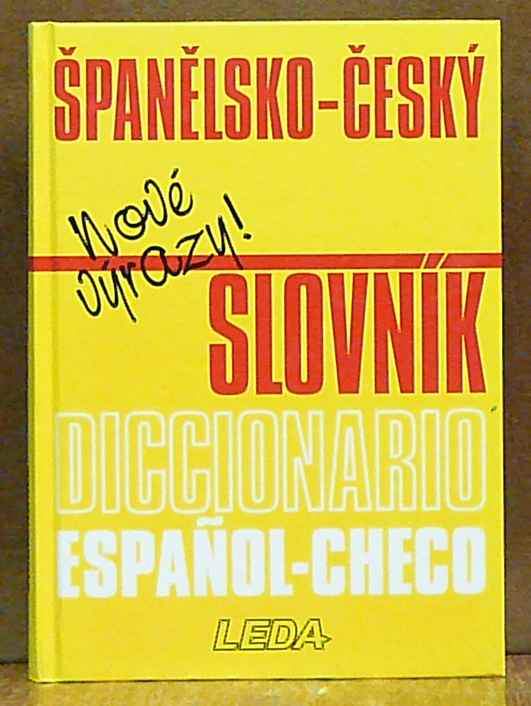 ŠPANĚLSKO-ČESKÝ
Nové
výrazy!
SLOVNÍK
DICCIONARIO
ESPAÑOL-CHECO
LEDA